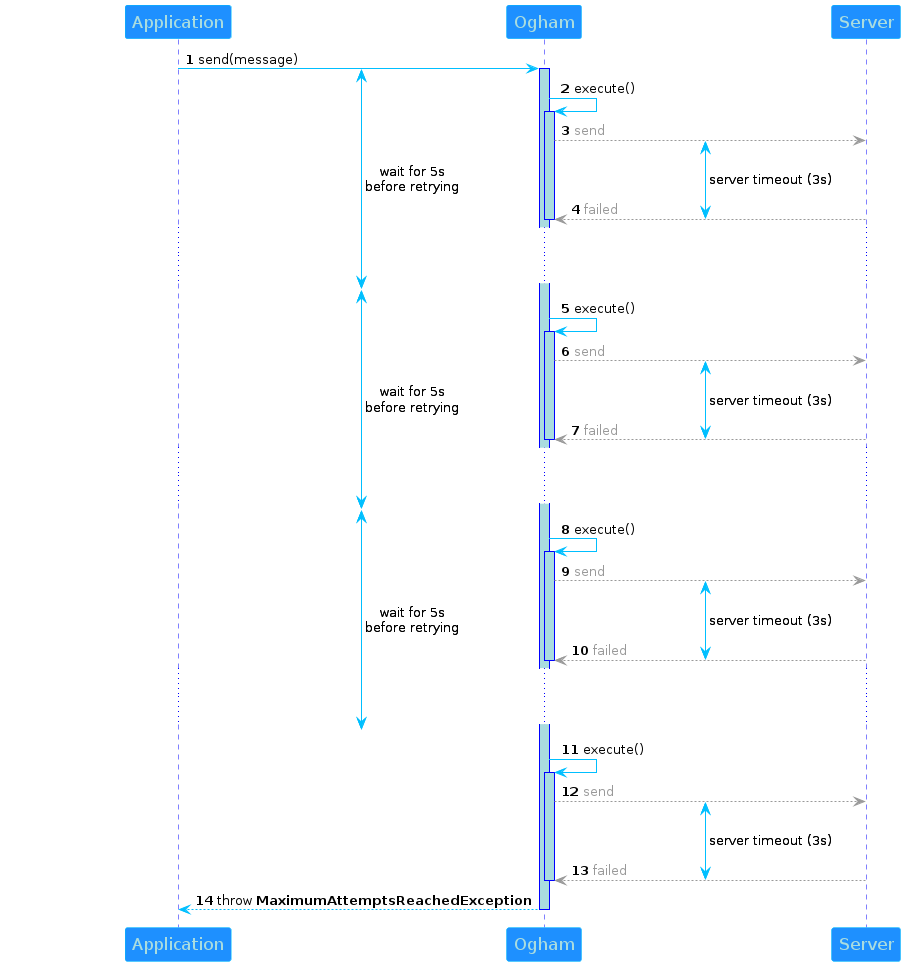 Application Ogham Server
1 send(message)
2 execute()
3 send
wait for 5s
before retrying
server timeout (3s)
4 failed
5 execute()
6 send
wait for 5s
before retrying
server timeout (3s)
7 failed
8 execute()
9 send
wait for 5s
before retrying
server timeout (3s)
10 failed
11 execute()
12 send
server timeout (3s)
13 failed
14 throw MaximumAttemptsReachedException
Application Ogham Server